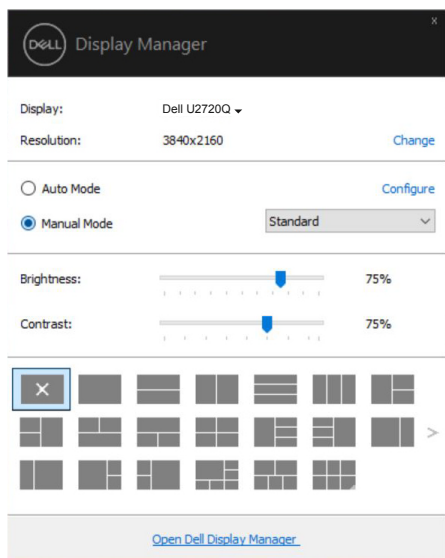 x
DELL Display Manager
Display: Dell U2720Q
Resolution: 3840x2160 Change
Auto Mode Configure
Manual Mode Standard
Brightness: 75%
Contrast: 75%
Open Dell Display Manager